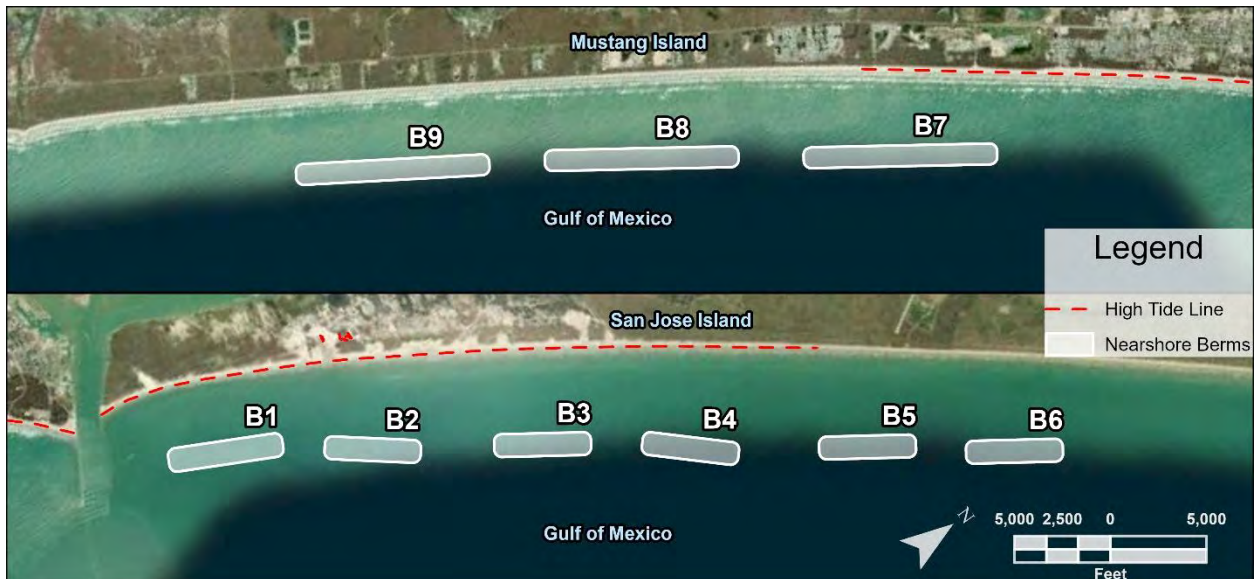 Mustang Island
B9
B8
B7
Gulf of Mexico
Legend
High Tide Line
Nearshore Berms
San Jose Island
B1
B2
B3
B4
B5
B6
Gulf of Mexico
N
5,000 2,500 0 5,000
Feet